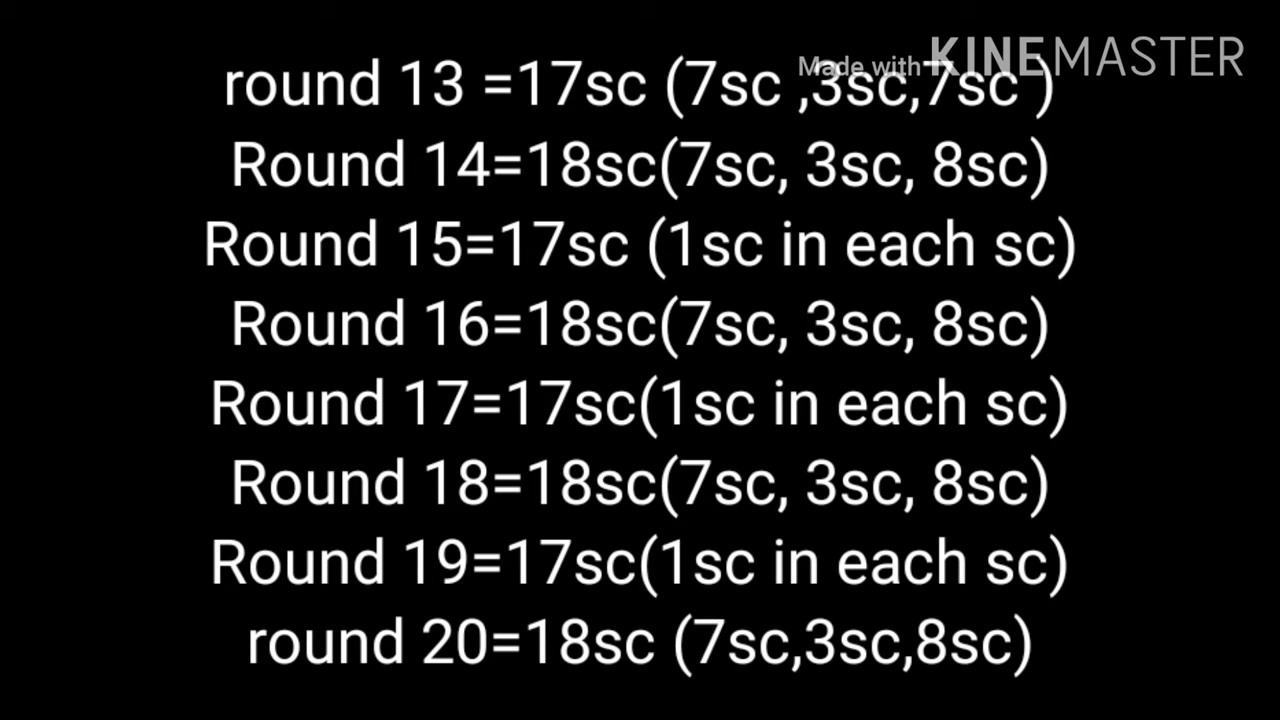 Made with KINEMASTER
round 13 =17sc (7sc ,3sc,7sc )
Round 14=18sc(7sc, 3sc, 8sc)
Round 15=17sc (1sc in each sc)
Round 16=18sc(7sc, 3sc, 8sc)
Round 17=17sc(1sc in each sc)
Round 18=18sc(7sc, 3sc, 8sc)
Round 19=17sc(1sc in each sc)
round 20=18sc (7sc,3sc,8sc)